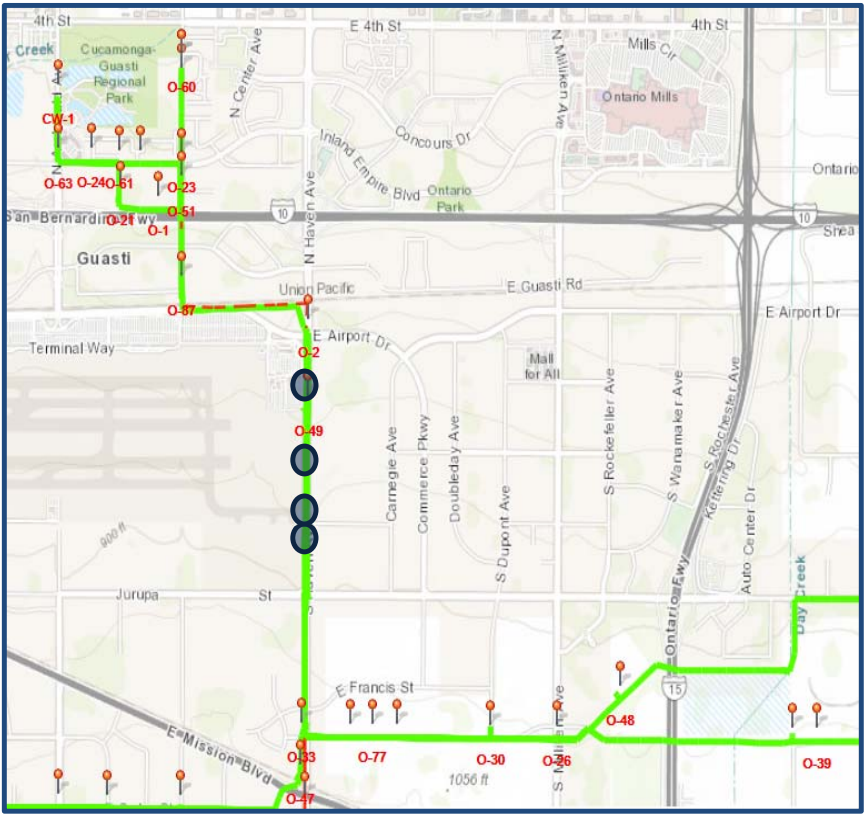 4th St
E 4th St
4th St
Creek
Cucamonga-
Guasti
Regional
Park
N Center Ave
N Milliken Ave
Mills Cir
O-60
Ontario Mills
CW-1
Concours Dr
Inland Empire Blvd
N Haven Ave
Ontario
Park
Ontario
O-63
O-24
O-61
O-23
O-51
San Bernardino Fwy
O-21
O-1
10
10
Shea
Guasti
Union Pacific
E Guasti Rd
O-87
E Airport Dr
E Airport Dr
Terminal Way
O-2
Mall
for All
O-49
Carnegie Ave
Commerce Pkwy
Doubleday Ave
S Dupont Ave
S Rockefeller Ave
S Wanamaker Ave
S Rochester Ave
Kettering Dr
Auto Center Dr
900 ft
Jurupa
St
Ontario Fwy
Day Creek
15
E Francis St
O-48
S Milliken Ave
E Mission Blvd
O-33
O-77
O-30
O-26
O-39
1056 ft
O-47